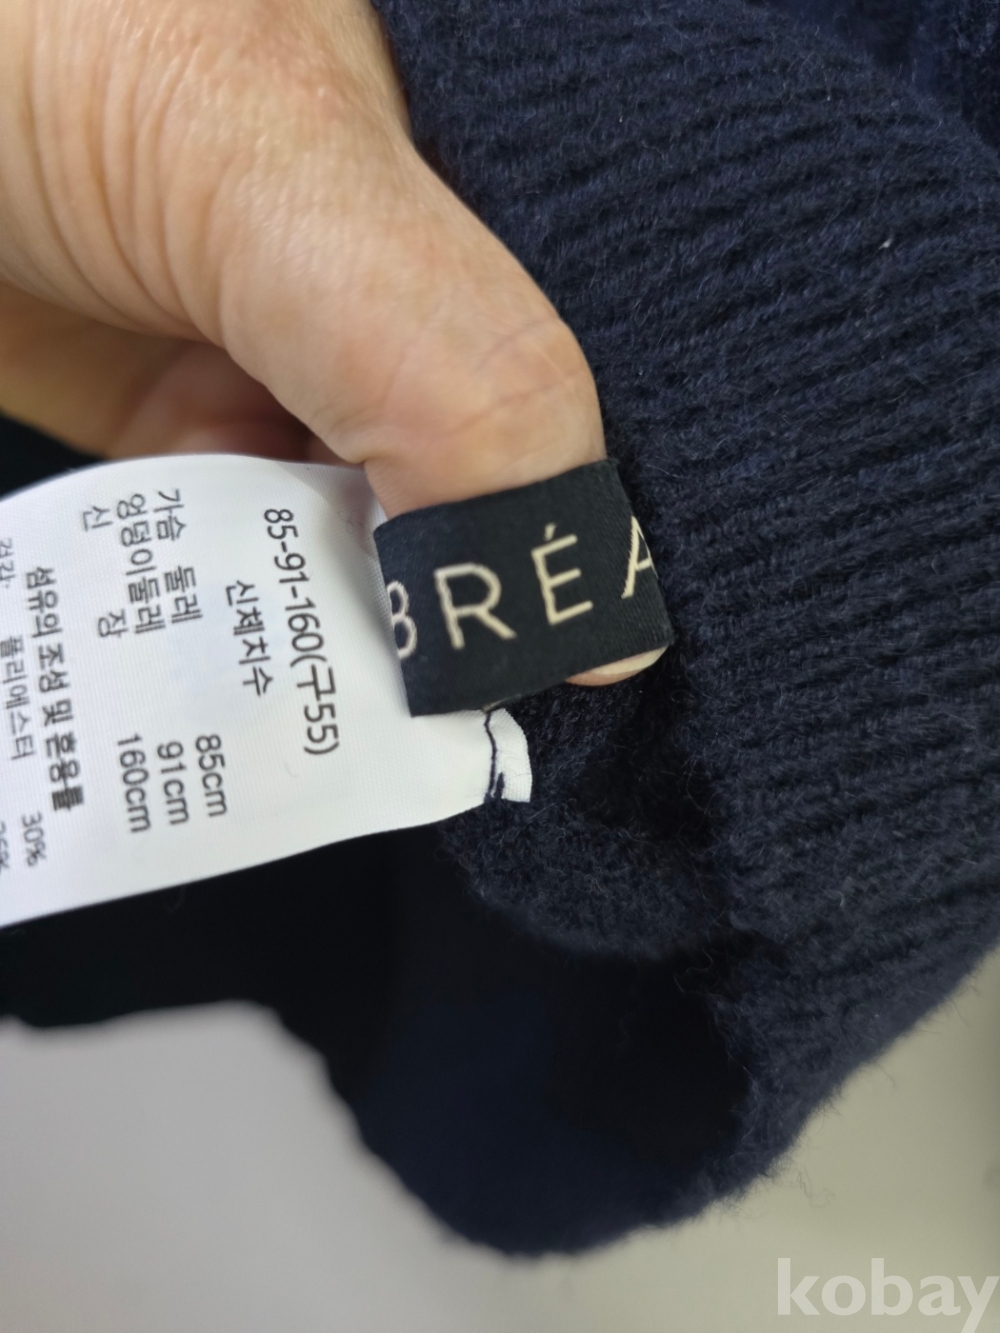 BRÉA
85-91-160(구55)
신체치수
가슴 둘레 85cm
엉덩이둘레 91cm
신 장 160cm
섬유의 조성 및 혼용률
겉감 폴리에스터 30%
kobay